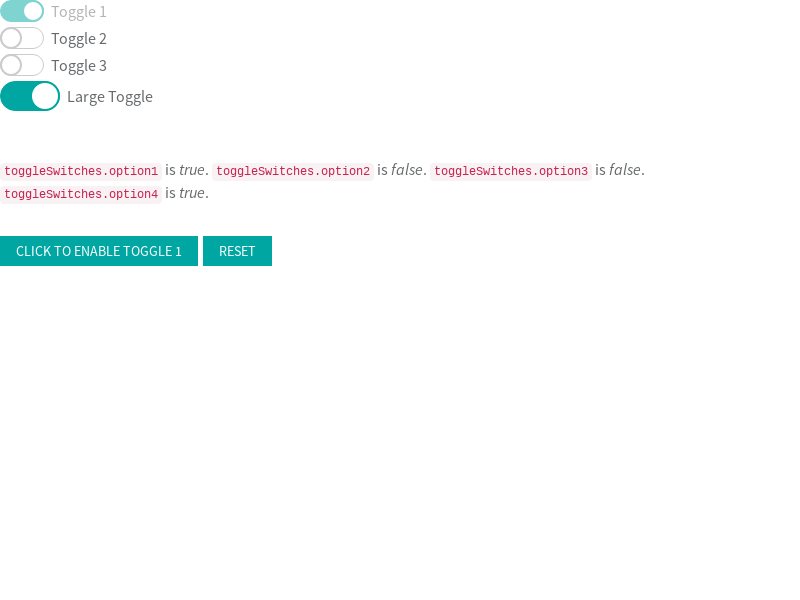 Toggle 1
Toggle 2
Toggle 3
Large Toggle
toggleSwitches.option1 is true. toggleSwitches.option2 is false. toggleSwitches.option3 is false.
toggleSwitches.option4 is true.
CLICK TO ENABLE TOGGLE 1 RESET